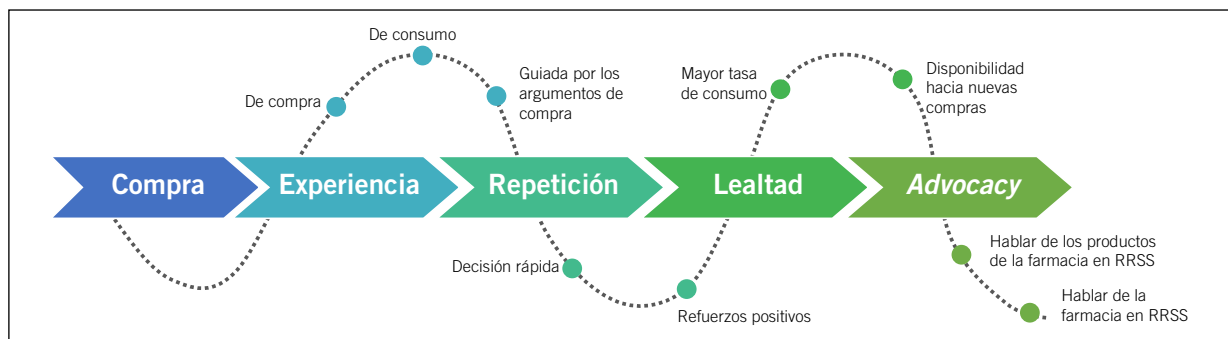 De consumo
De compra
Guiada por los
argumentos de
compra
Mayor tasa
de consumo
Disponibilidad
hacia nuevas
compras
Compra
Experiencia
Repetición
Lealtad
Advocacy
Decisión rápida
Refuerzos positivos
Hablar de los productos
de la farmacia en RRSS
Hablar de la
farmacia en RRSS